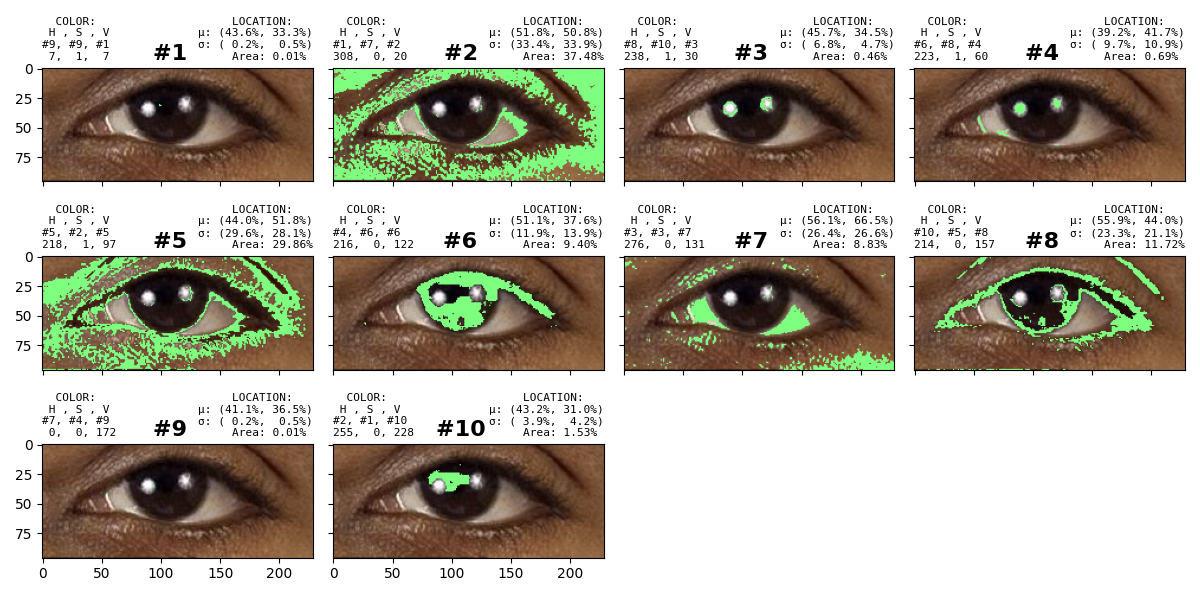 COLOR: LOCATION:
H , S , V μ: (43.6%, 33.3%)
#9, #9, #1 #1 σ: ( 0.2%, 0.5%)
7, 1, 7 Area: 0.01%
COLOR: LOCATION:
H , S , V μ: (51.8%, 50.8%)
#1, #7, #2 #2 σ: (33.4%, 33.9%)
308, 0, 20 Area: 37.48%
COLOR: LOCATION:
H , S , V μ: (45.7%, 34.5%)
#8, #10, #3 #3 σ: ( 6.8%, 4.7%)
238, 1, 30 Area: 0.46%
COLOR: LOCATION:
H , S , V μ: (39.2%, 41.7%)
#6, #8, #4 #4 σ: ( 9.7%, 10.9%)
223, 1, 60 Area: 0.69%
0
25
50
75
COLOR: LOCATION:
H , S , V μ: (44.0%, 51.8%)
#5, #2, #5 #5 σ: (29.6%, 28.1%)
218, 1, 97 Area: 29.86%
COLOR: LOCATION:
H , S , V μ: (51.1%, 37.6%)
#4, #6, #6 #6 σ: (11.9%, 13.9%)
216, 0, 122 Area: 9.40%
COLOR: LOCATION:
H , S , V μ: (56.1%, 66.5%)
#3, #3, #7 #7 σ: (26.4%, 26.6%)
276, 0, 131 Area: 8.83%
COLOR: LOCATION:
H , S , V μ: (55.9%, 44.0%)
#10, #5, #8 #8 σ: (23.3%, 21.1%)
214, 0, 157 Area: 11.72%
0
25
50
75
COLOR: LOCATION:
H , S , V μ: (41.1%, 36.5%)
#7, #4, #9 #9 σ: ( 0.2%, 0.5%)
0, 0, 172 Area: 0.01%
COLOR: LOCATION:
H , S , V μ: (43.2%, 31.0%)
#2, #1, #10 #10 σ: ( 3.9%, 4.2%)
255, 0, 228 Area: 1.53%
0
25
50
75
0 50 100 150 200
0 50 100 150 200